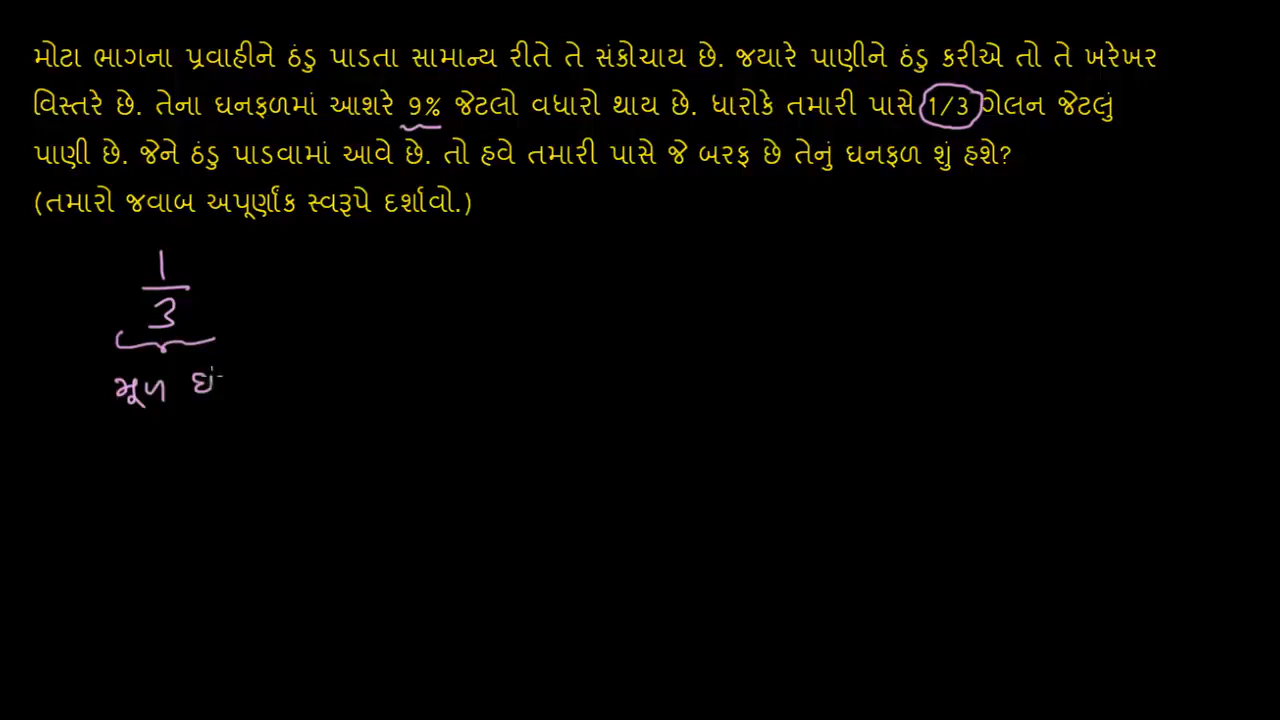 મોટા ભાગના પ્રવાહીને ઠંડુ પાડતા સામાન્ય રીતે તે સંકોચાય છે. જયારે પાણીને ઠંડુ કરીએ તો તે ખરેખર
વિસ્તરે છે. તેના ઘનફળમાં આશરે 9% જેટલો વધારો થાય છે. ધારોકે તમારી પાસે 1/3 ગેલન જેટલું
પાણી છે. જેને ઠંડુ પાડવામાં આવે છે. તો હવે તમારી પાસે જે બરફ છે તેનું ઘનફળ શું હશે?
(તમારો જવાબ અપૂર્ણાંક સ્વરૂપે દર્શાવો.)
1
3
મૂળ